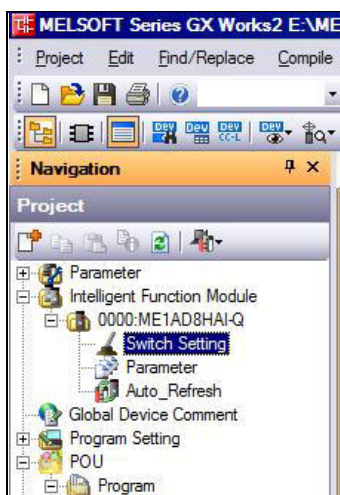 MELSOFT Series GX Works2 E:\ME
Project Edit Find/Replace Compile
Navigation
Project
Parameter
Intelligent Function Module
0000:ME1AD8HAI-Q
Switch Setting
Parameter
Auto_Refresh
Global Device Comment
Program Setting
POU
Program